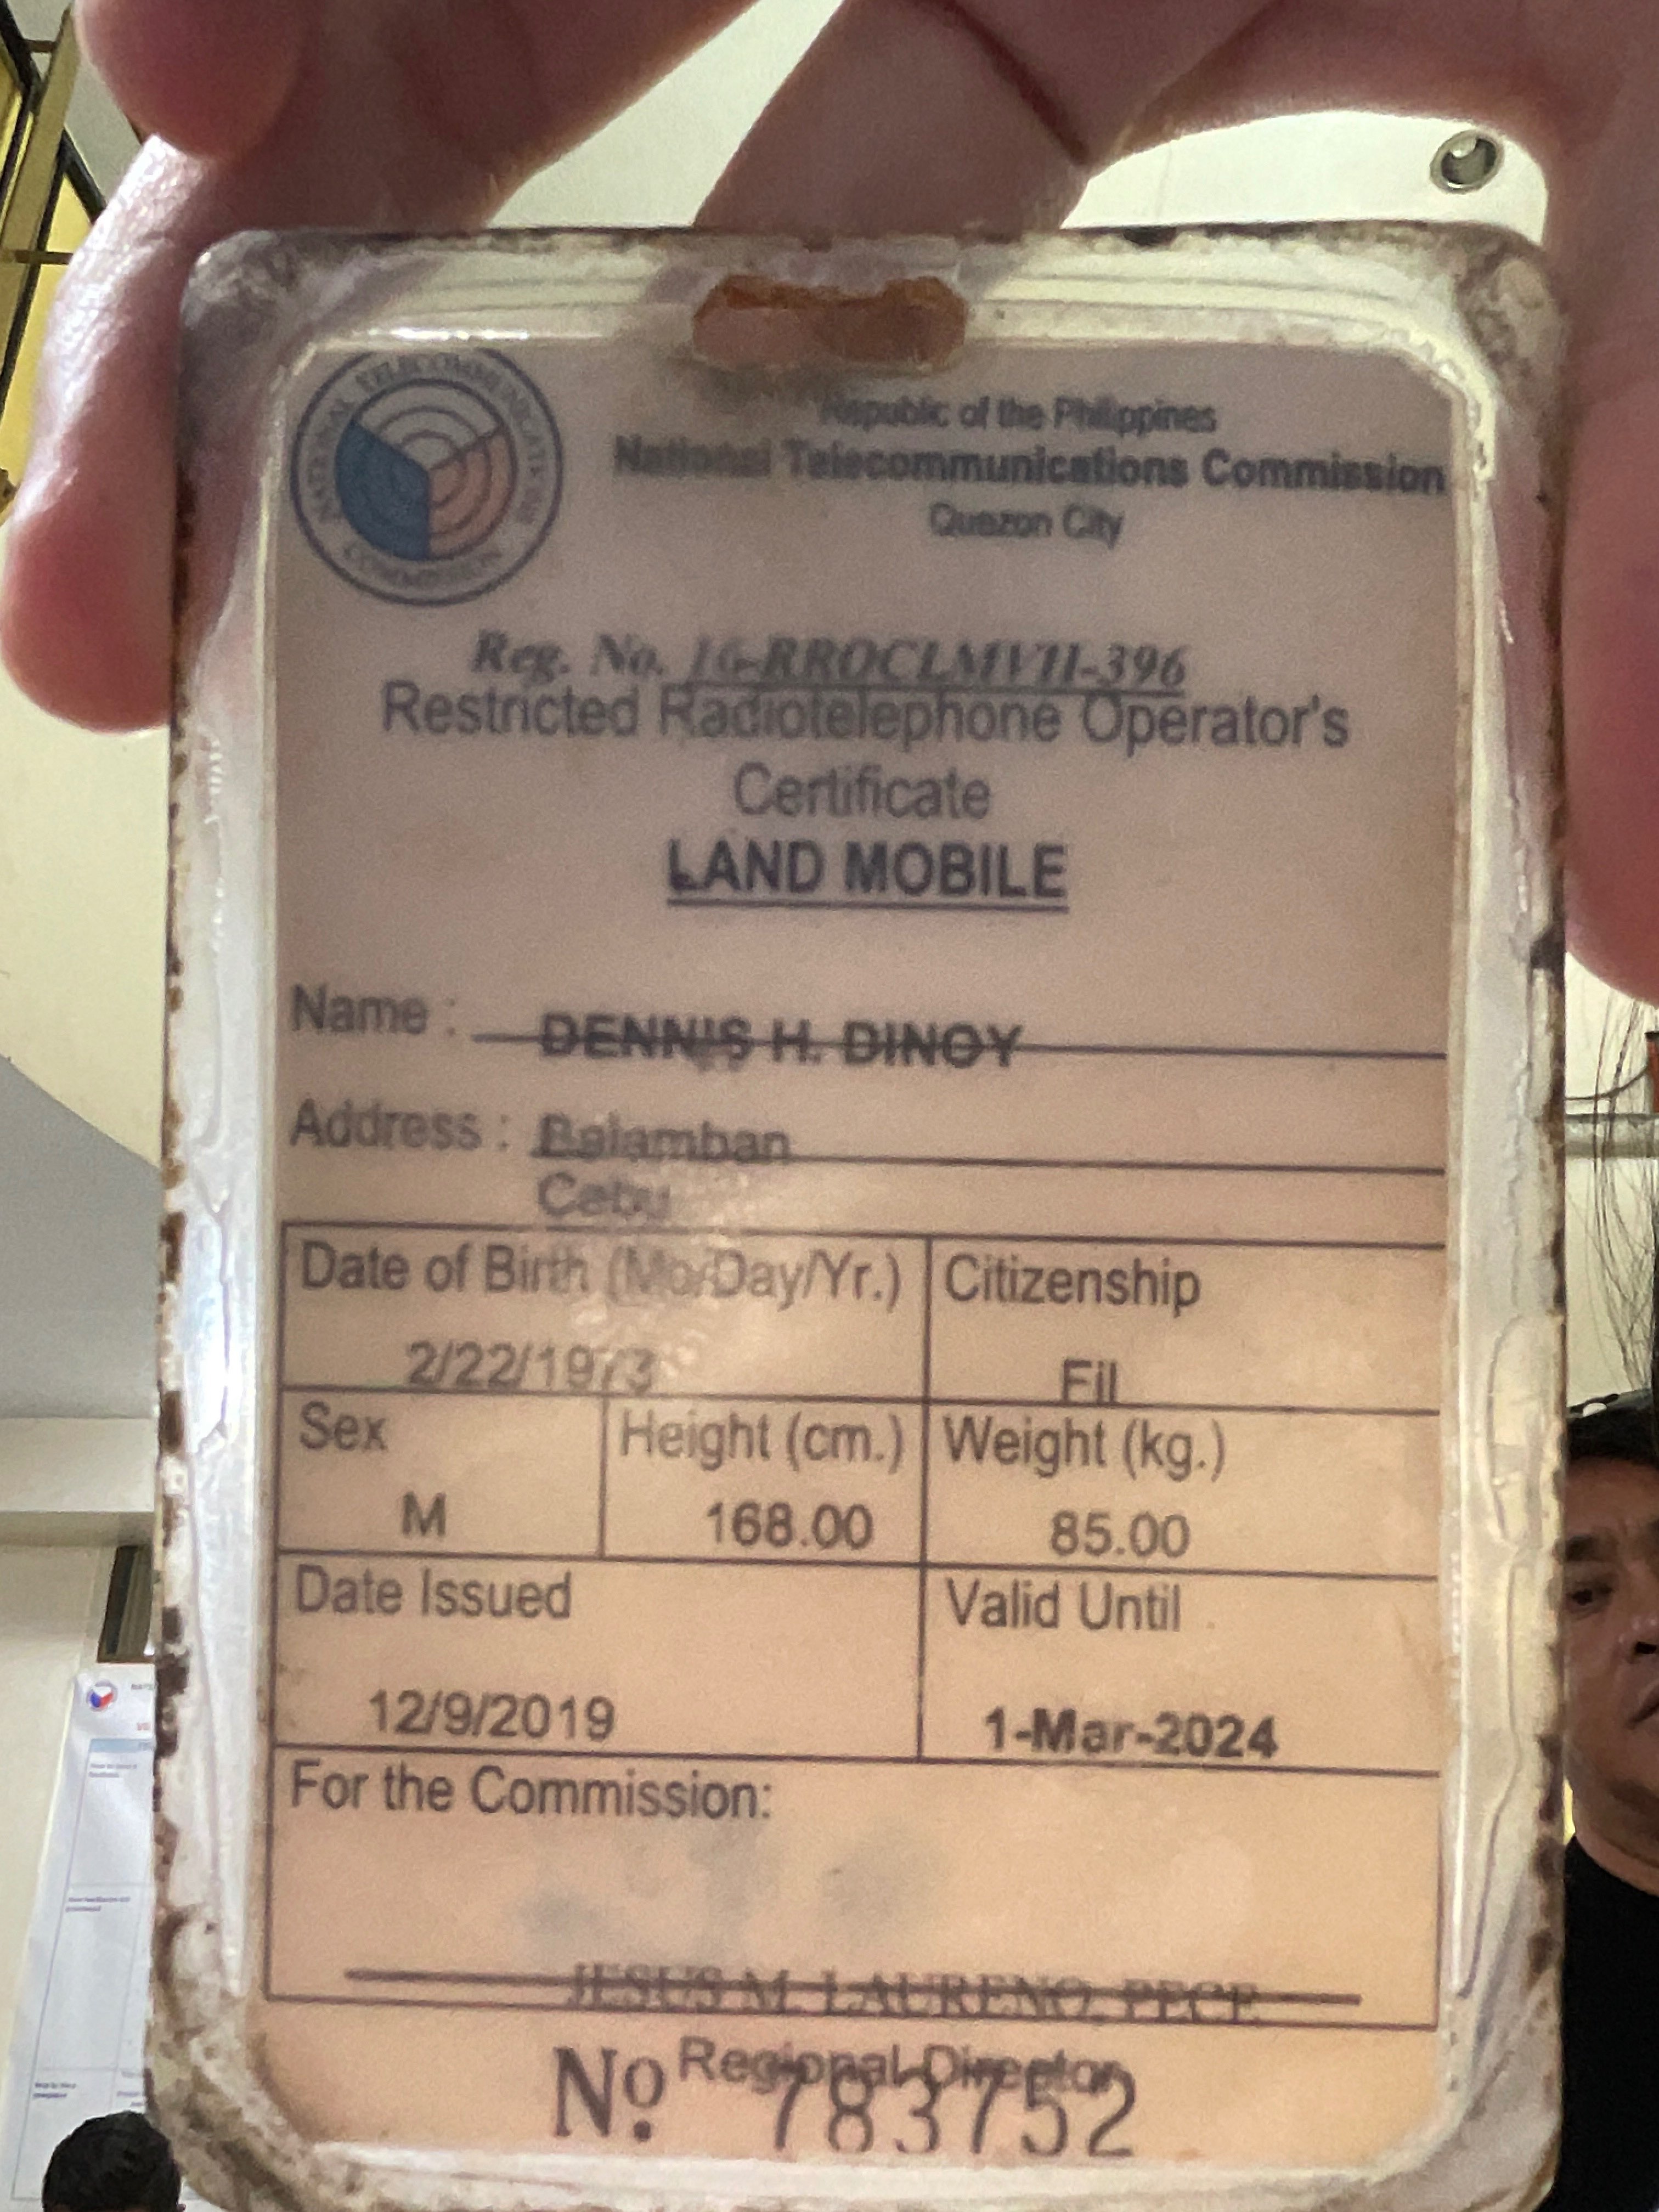 NATIONAL TELECOMMUNICATIONS
COMMISSION
Republic of the Philippines
National Telecommunications Commission
Quezon City
Reg. No. 16-RROCLMVII-396
Restricted Radiotelephone Operator's
Certificate
LAND MOBILE
Name : DENNIS H. DINOY
Address : Balamban
Cebu
Date of Birth (Mo/Day/Yr.) Citizenship
2/22/1973 Fil
Sex Height (cm.) Weight (kg.)
M 168.00 85.00
Date Issued Valid Until
12/9/2019 1-Mar-2024
For the Commission:
JESUS M. LAURENO, PECE
Regional Director
No. 783752